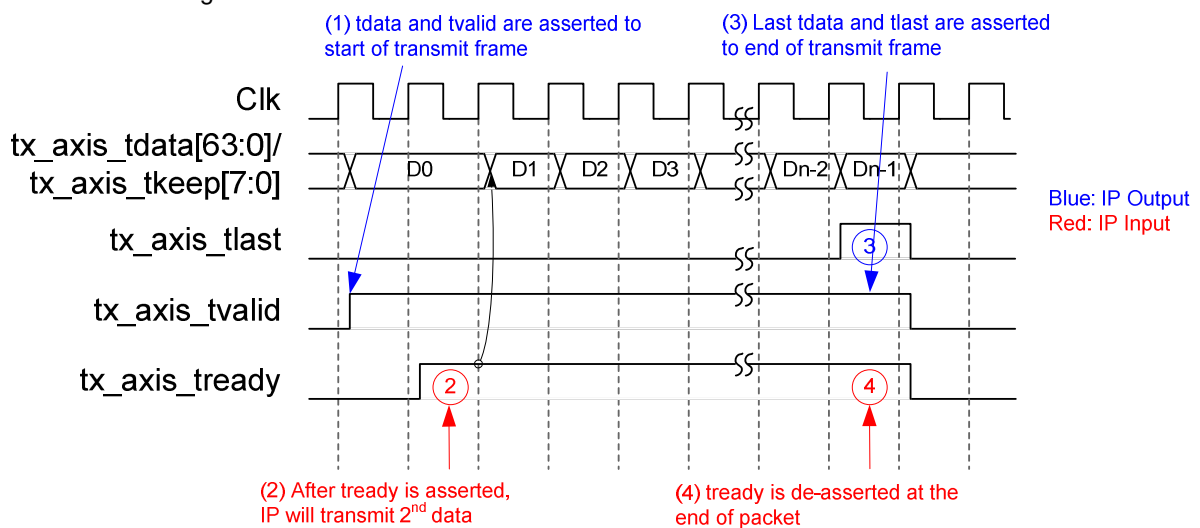 (1) tdata and tvalid are asserted to
start of transmit frame
(3) Last tdata and tlast are asserted
to end of transmit frame
Clk
tx_axis_tdata[63:0]/
tx_axis_tkeep[7:0]
D0 D1 D2 D3 Dn-2 Dn-1
Blue: IP Output
Red: IP Input
tx_axis_tlast
3
tx_axis_tvalid
tx_axis_tready
2 4
(2) After tready is asserted,
IP will transmit 2nd data
(4) tready is de-asserted at the
end of packet